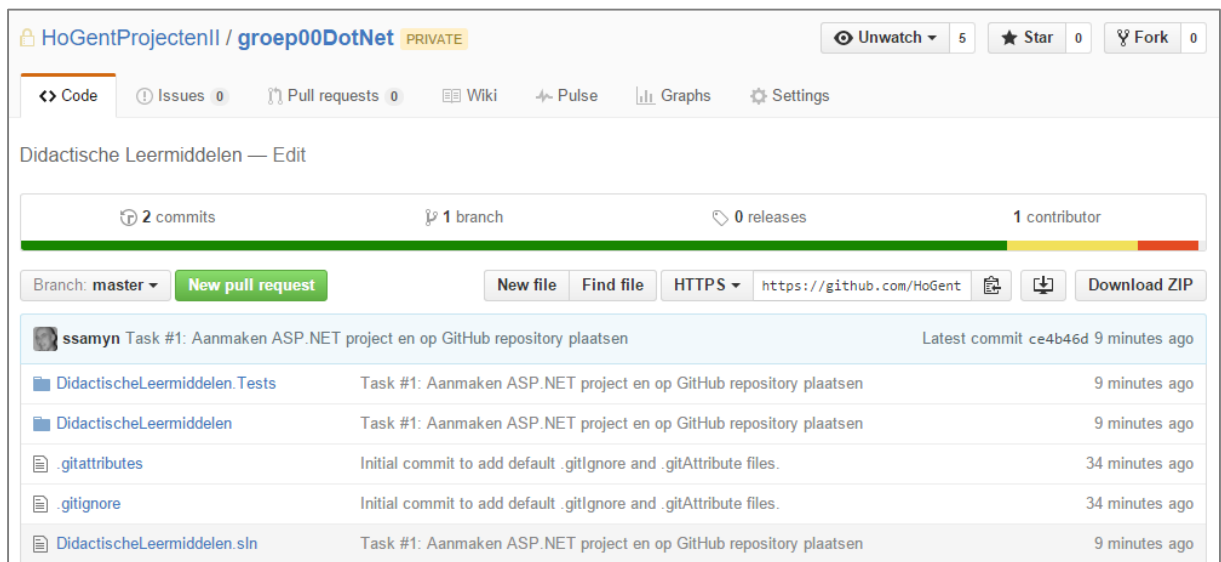 HoGentProjectenII / groep00DotNet PRIVATE Unwatch 5 Star 0 Fork 0
Code Issues 0 Pull requests 0 Wiki Pulse Graphs Settings
Didactische Leermiddelen — Edit
2 commits 1 branch 0 releases 1 contributor
Branch: master New pull request New file Find file HTTPS https://github.com/HoGent Download ZIP
ssamyn Task #1: Aanmaken ASP.NET project en op GitHub repository plaatsen Latest commit ce4b46d 9 minutes ago
DidactischeLeermiddelen.Tests Task #1: Aanmaken ASP.NET project en op GitHub repository plaatsen 9 minutes ago
DidactischeLeermiddelen Task #1: Aanmaken ASP.NET project en op GitHub repository plaatsen 9 minutes ago
.gitattributes Initial commit to add default .gitIgnore and .gitAttribute files. 34 minutes ago
.gitignore Initial commit to add default .gitIgnore and .gitAttribute files. 34 minutes ago
DidactischeLeermiddelen.sln Task #1: Aanmaken ASP.NET project en op GitHub repository plaatsen 9 minutes ago